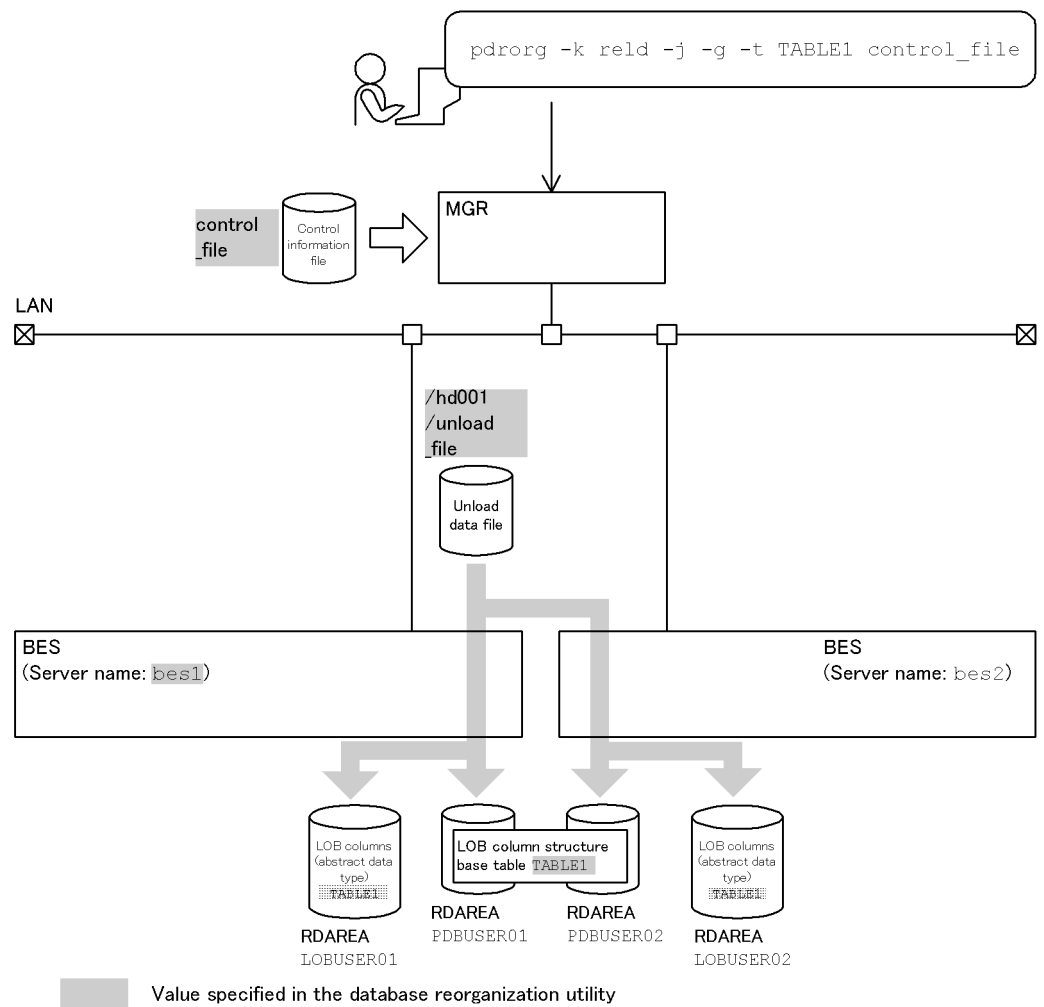 pdrorg -k reld -j -g -t TABLE1 control_file
MGR
control
_file
Control
information
file
LAN
/hd001
/unload
_file
Unload
data file
BES
(Server name: bes1)
BES
(Server name: bes2)
LOB columns
(abstract data
type)
TABLE1
LOB column structure
base table TABLE1
LOB columns
(abstract data
type)
TABLE1
RDAREA
LOBUSER01
RDAREA
PDBUSER01
RDAREA
PDBUSER02
RDAREA
LOBUSER02
Value specified in the database reorganization utility